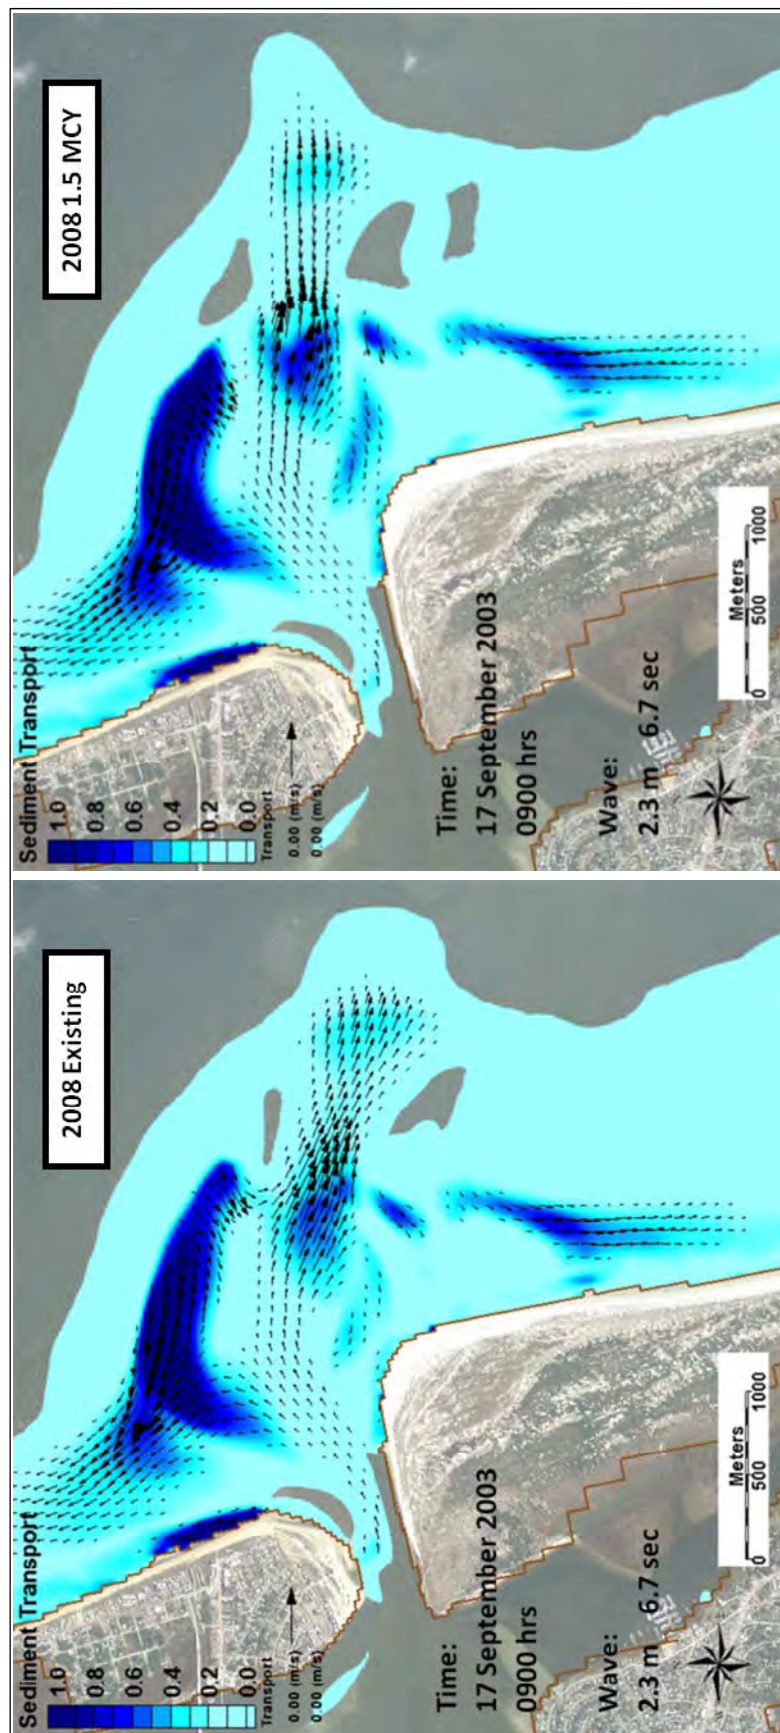 2008 Existing
Sediment Transport
1.0
0.8
0.6
0.4
0.2
0.0
Transport
0.00 (m/s)
0.00 (m/s)
Time:
17 September 2003
0900 hrs
Wave:
2.3 m 6.7 sec
Meters
0 500 1000
2008 1.5 MCY
Sediment Transport
1.0
0.8
0.6
0.4
0.2
0.0
Transport
0.00 (m/s)
0.00 (m/s)
Time:
17 September 2003
0900 hrs
Wave:
2.3 m 6.7 sec
Meters
0 500 1000